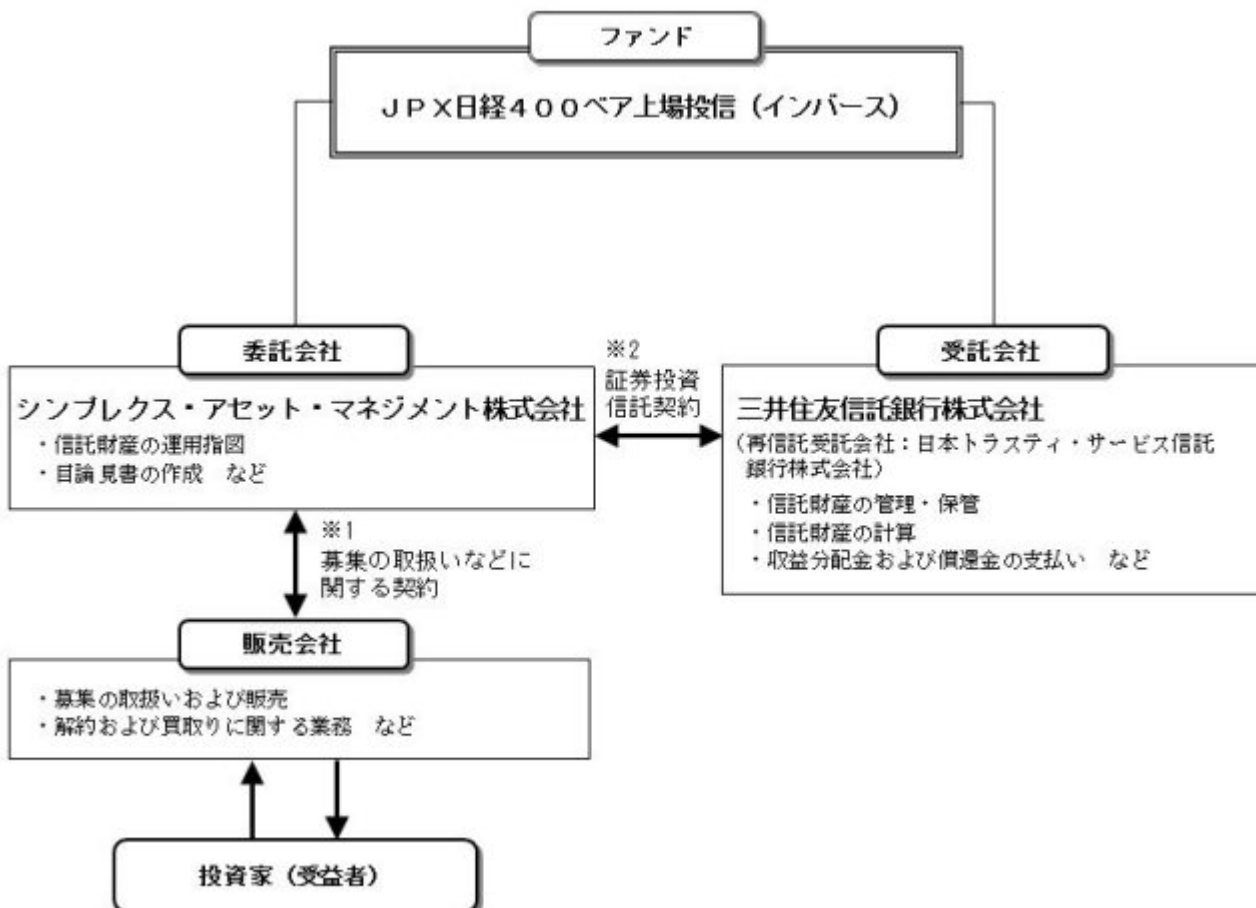 ファンド
JPX日経400ベア上場投信(インバース)
委託会社
シンプレクス・アセット・マネジメント株式会社
・信託財産の運用指図
・目論見書の作成 など
※2
証券投資
信託契約
受託会社
三井住友信託銀行株式会社
(再信託受託会社:日本トラスティ・サービス信託
銀行株式会社)
・信託財産の管理・保管
・信託財産の計算
・収益分配金および償還金の支払い など
※1
募集の取扱いなどに
関する契約
販売会社
・募集の取扱いおよび販売
・解約および買取りに関する業務 など
投資家(受益者)